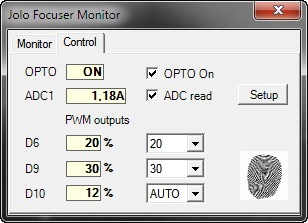 Jolo Focuser Monitor
Monitor Control
OPTO ON OPTO On
ADC1 1,18A ADC read Setup
PWM outputs
D6 20 % 20
D9 30 % 30
D10 12 % AUTO